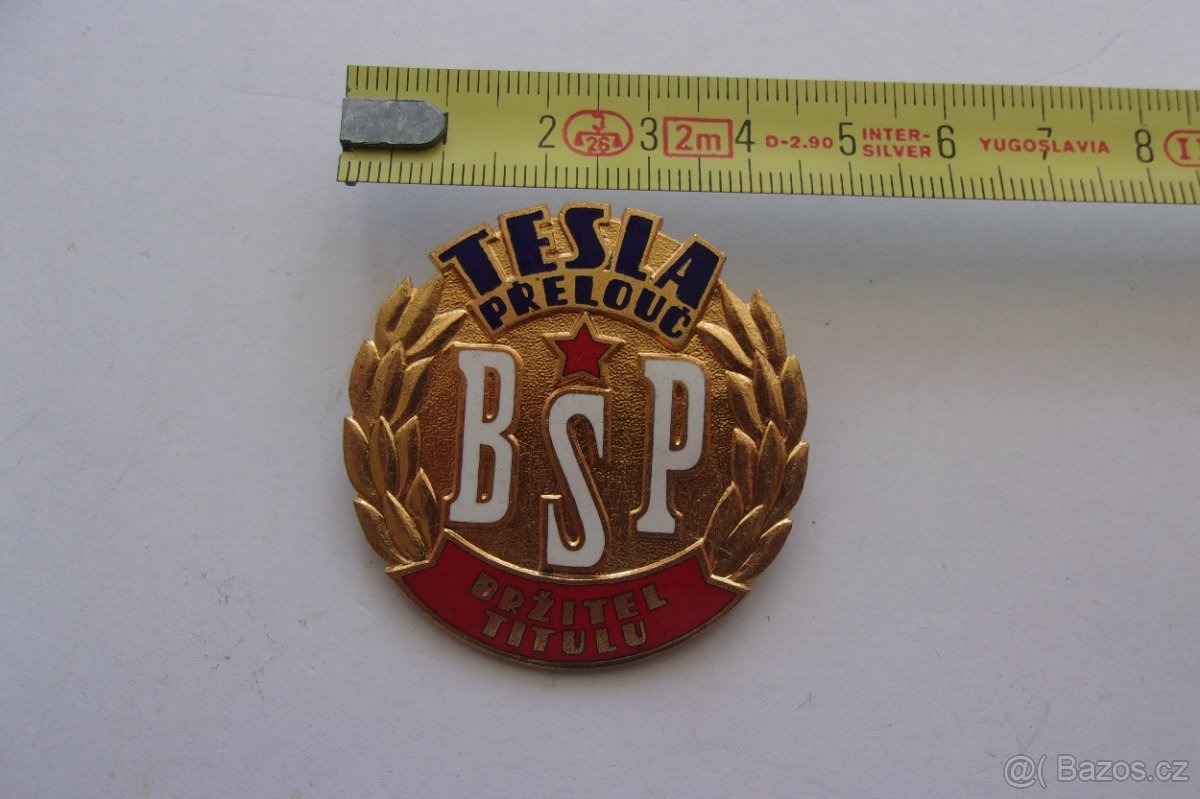 2 J 26 3 2m 4 D-2.90 5 INTER-SILVER 6 YUGOSLAVIA 7 8
TESLA
PŘELOUČ
BSP
DRŽITEL
TITULU
@( Bazos.cz